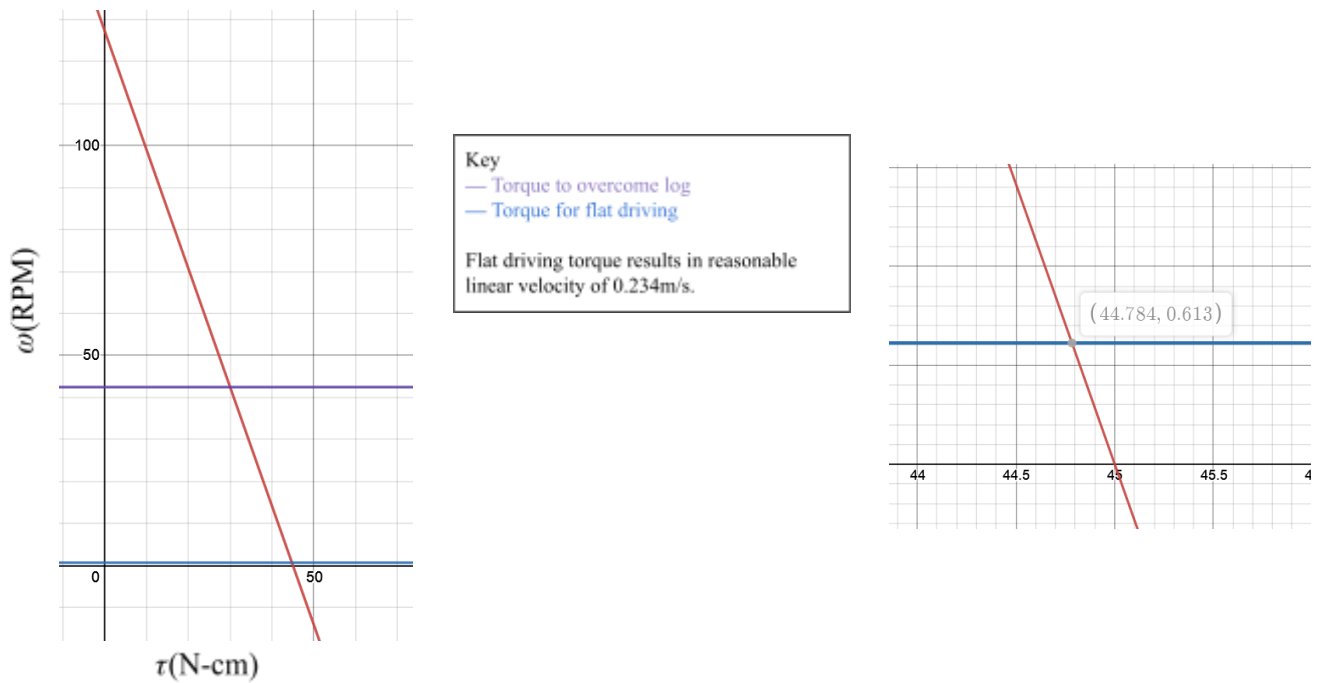 100
50
0
50
ω(RPM)
τ(N-cm)
Key
— Torque to overcome log
— Torque for flat driving
Flat driving torque results in reasonable
linear velocity of 0.234m/s.
(44.784, 0.613)
44 44.5 45 45.5 4